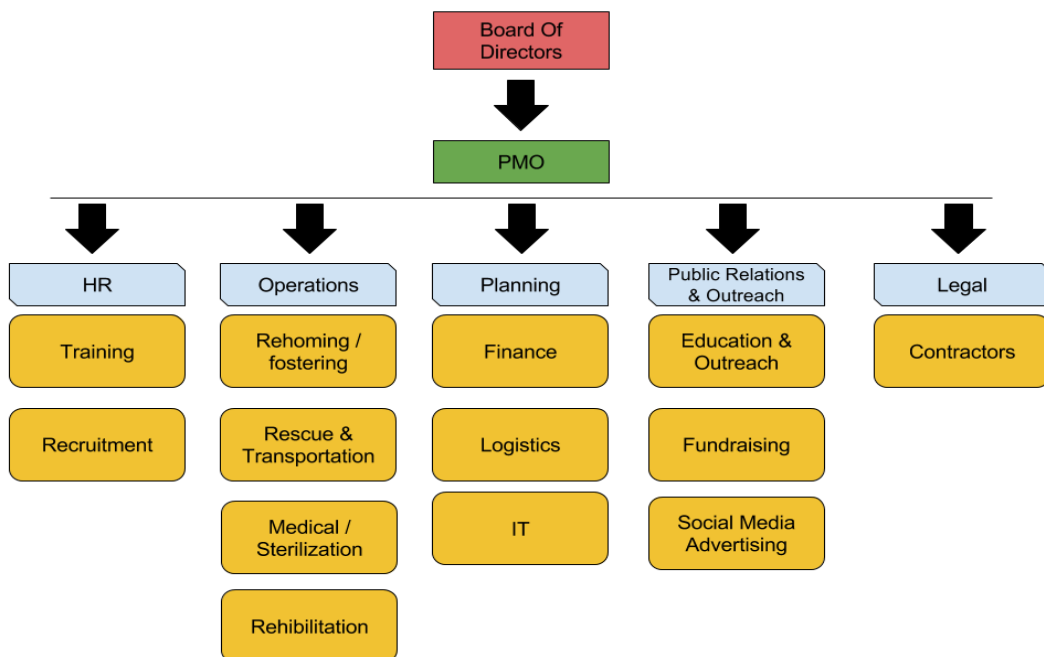 Board Of
Directors
PMO
HR
Operations
Planning
Public Relations
& Outreach
Legal
Training
Rehoming /
fostering
Finance
Education &
Outreach
Contractors
Recruitment
Rescue &
Transportation
Logistics
Fundraising
Medical /
Sterilization
IT
Social Media
Advertising
Rehibilitation